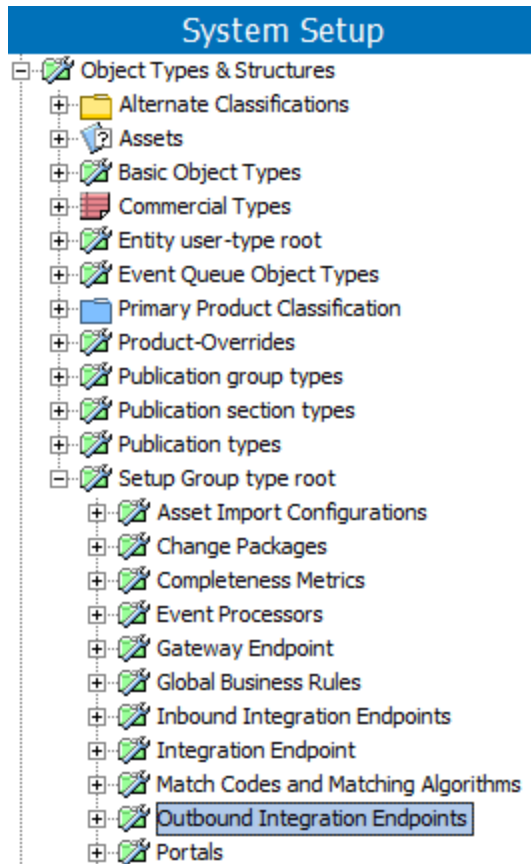 System Setup
Object Types & Structures
Alternate Classifications
Assets
Basic Object Types
Commercial Types
Entity user-type root
Event Queue Object Types
Primary Product Classification
Product-Overrides
Publication group types
Publication section types
Publication types
Setup Group type root
Asset Import Configurations
Change Packages
Completeness Metrics
Event Processors
Gateway Endpoint
Global Business Rules
Inbound Integration Endpoints
Integration Endpoint
Match Codes and Matching Algorithms
Outbound Integration Endpoints
Portals